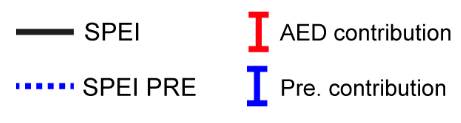 SPEI
AED contribution
SPEI PRE
Pre. contribution